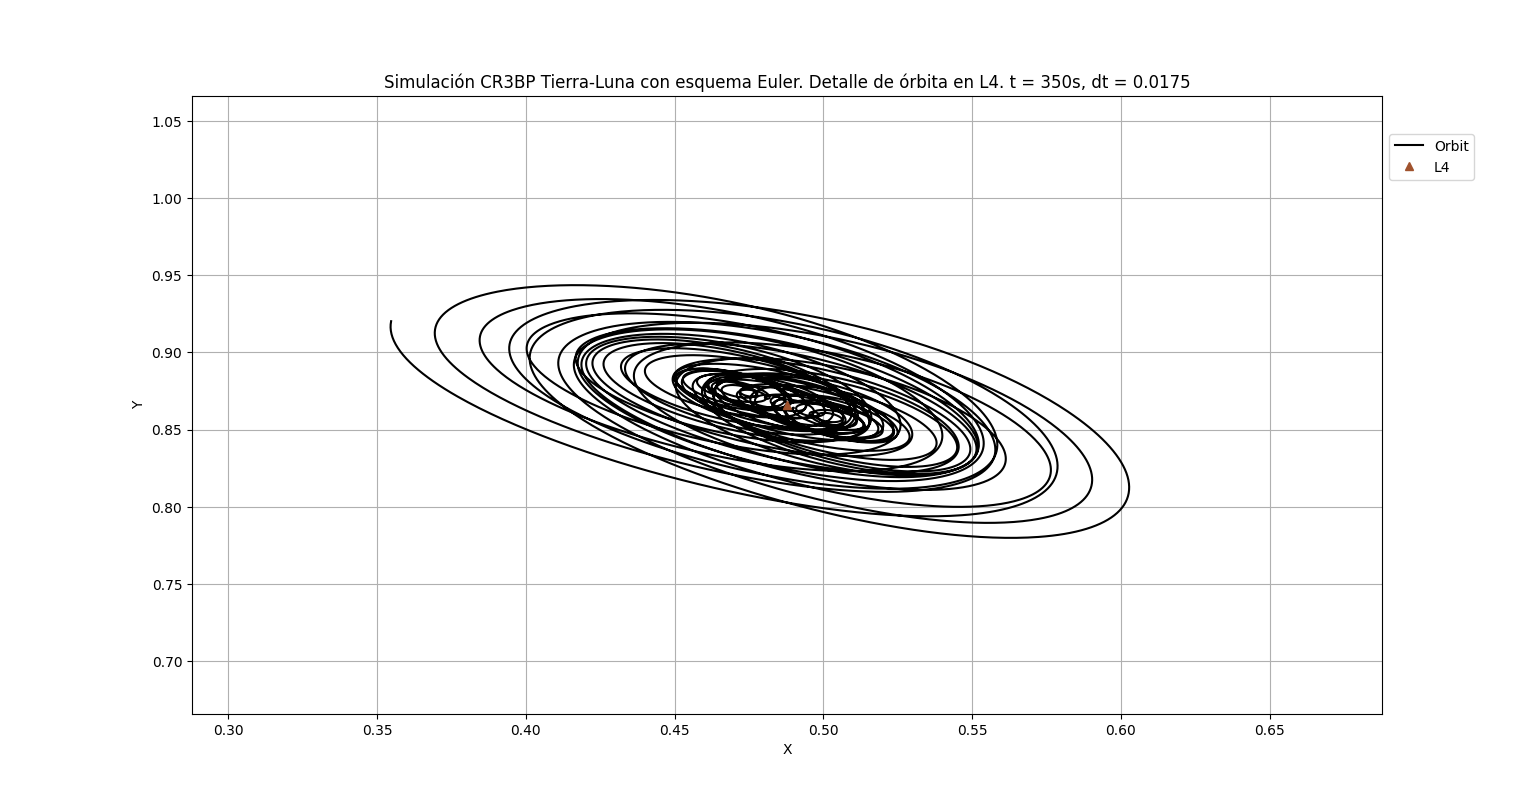 Simulación CR3BP Tierra-Luna con esquema Euler. Detalle de órbita en L4. t = 350s, dt = 0.0175
1.05
1.00
0.95
0.90
0.85
0.80
0.75
0.70
Y
0.30 0.35 0.40 0.45 0.50 0.55 0.60 0.65
X
Orbit
L4